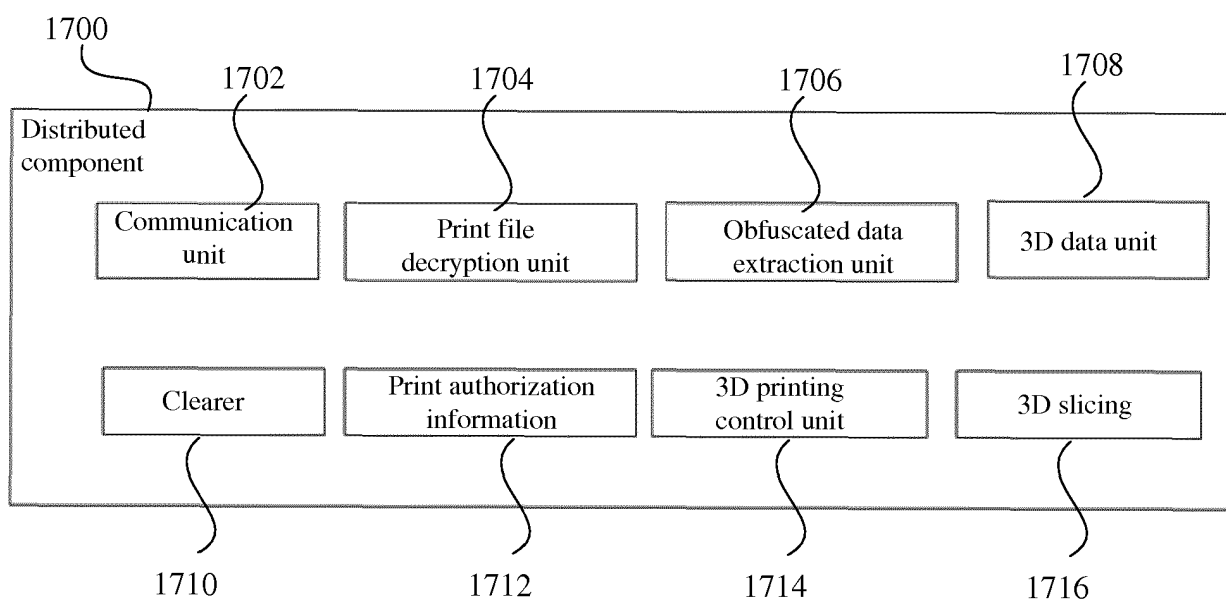 1700
1702
1704
1706
1708
Distributed
component
Communication
unit
Print file
decryption unit
Obfuscated data
extraction unit
3D data unit
Clearer
Print authorization
information
3D printing
control unit
3D slicing
1710
1712
1714
1716